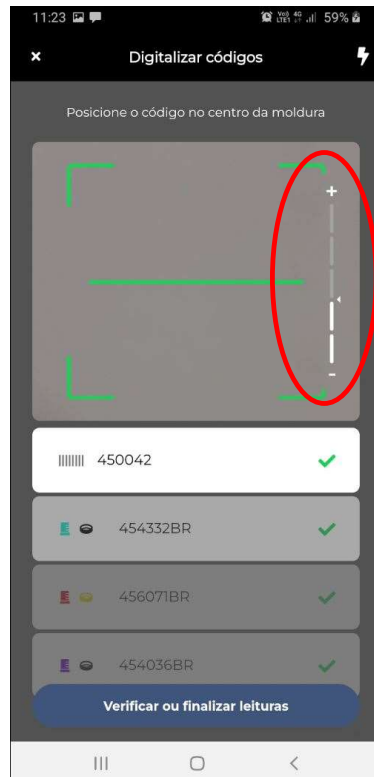 11:23 59%
Digitalizar códigos
Posicione o código no centro da moldura
+
-
450042
454332BR
456071BR
454036BR
Verificar ou finalizar leituras